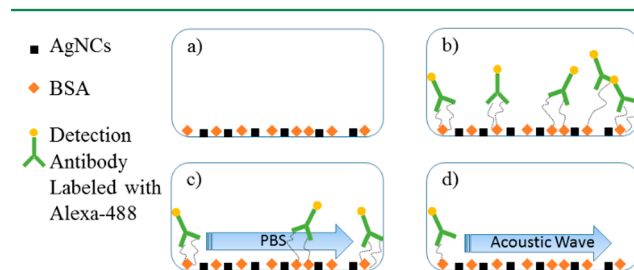 AgNCs
BSA
Detection
Antibody
Labeled with
Alexa-488
a)
b)
c)
PBS
d)
Acoustic Wave